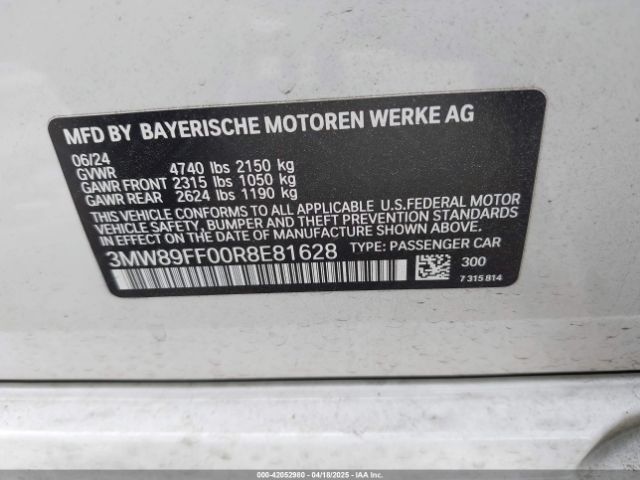 MFD BY BAYERISCHE MOTOREN WERKE AG
06/24
GVWR 4740 lbs 2150 kg
GAWR FRONT 2315 lbs 1050 kg
GAWR REAR 2624 lbs 1190 kg
THIS VEHICLE CONFORMS TO ALL APPLICABLE U.S.FEDERAL MOTOR
VEHICLE SAFETY, BUMPER, AND THEFT PREVENTION STANDARDS
IN EFFECT ON THE DATE OF MANUFACTURE SHOWN ABOVE.
3MW89FF00R8E81628 TYPE: PASSENGER CAR
300
7 315 814
000-42052980 - 04/18/2025 - IAAI.com